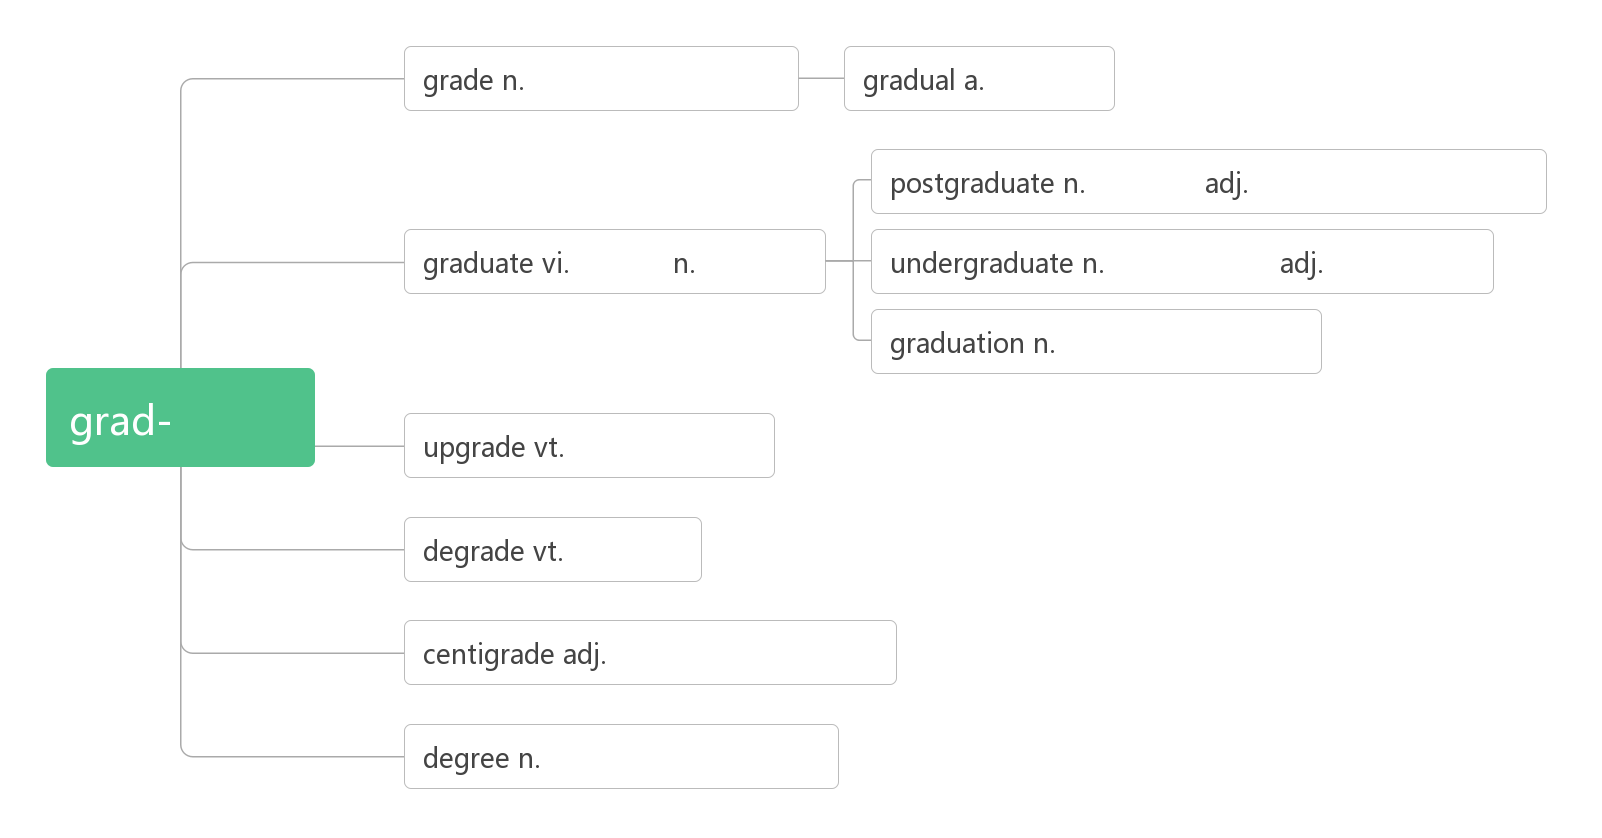 grade n.
gradual a.
postgraduate n. adj.
graduate vi. n.
undergraduate n. adj.
graduation n.
grad-
upgrade vt.
degrade vt.
centigrade adj.
degree n.